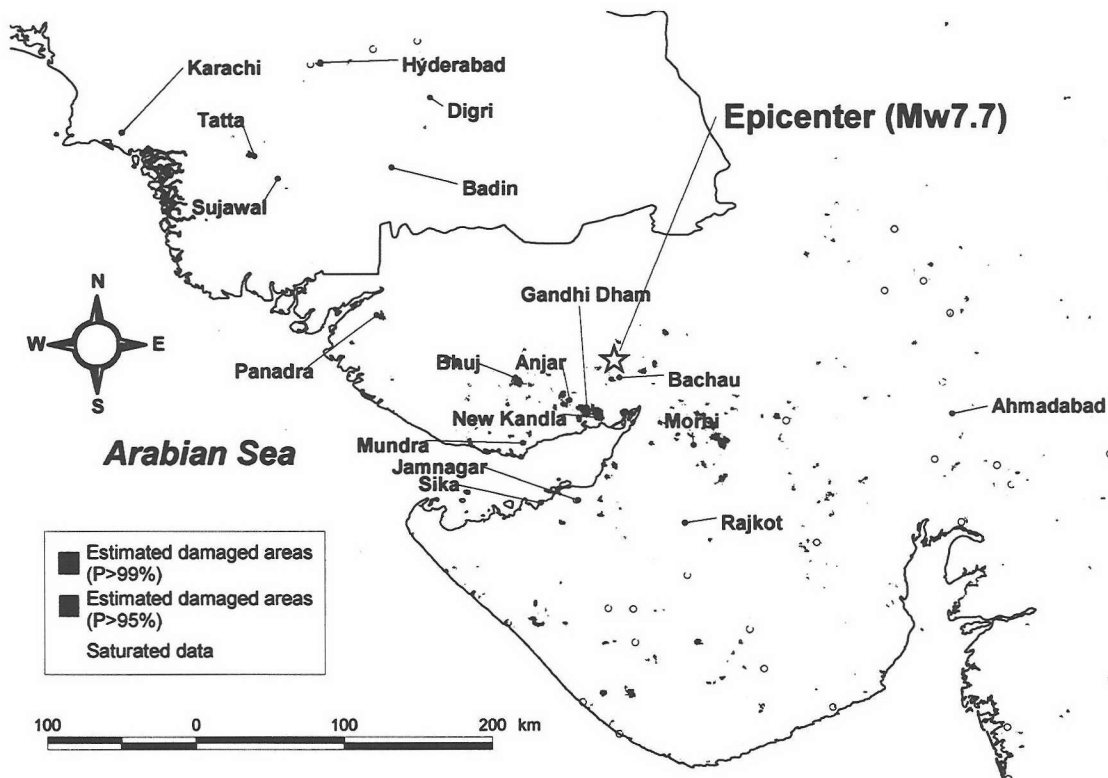 Karachi
Hyderabad
Tatta
Digri
Epicenter (Mw7.7)
Sujawal
Badin
N
W
E
S
Gandhi Dham
Panadra
Bhuj
Anjar
Bachau
New Kandla
Morbi
Ahmadabad
Arabian Sea
Mundra
Jamnagar
Sika
Rajkot
Estimated damaged areas
(P>99%)
Estimated damaged areas
(P>95%)
Saturated data
100 0 100 200 km